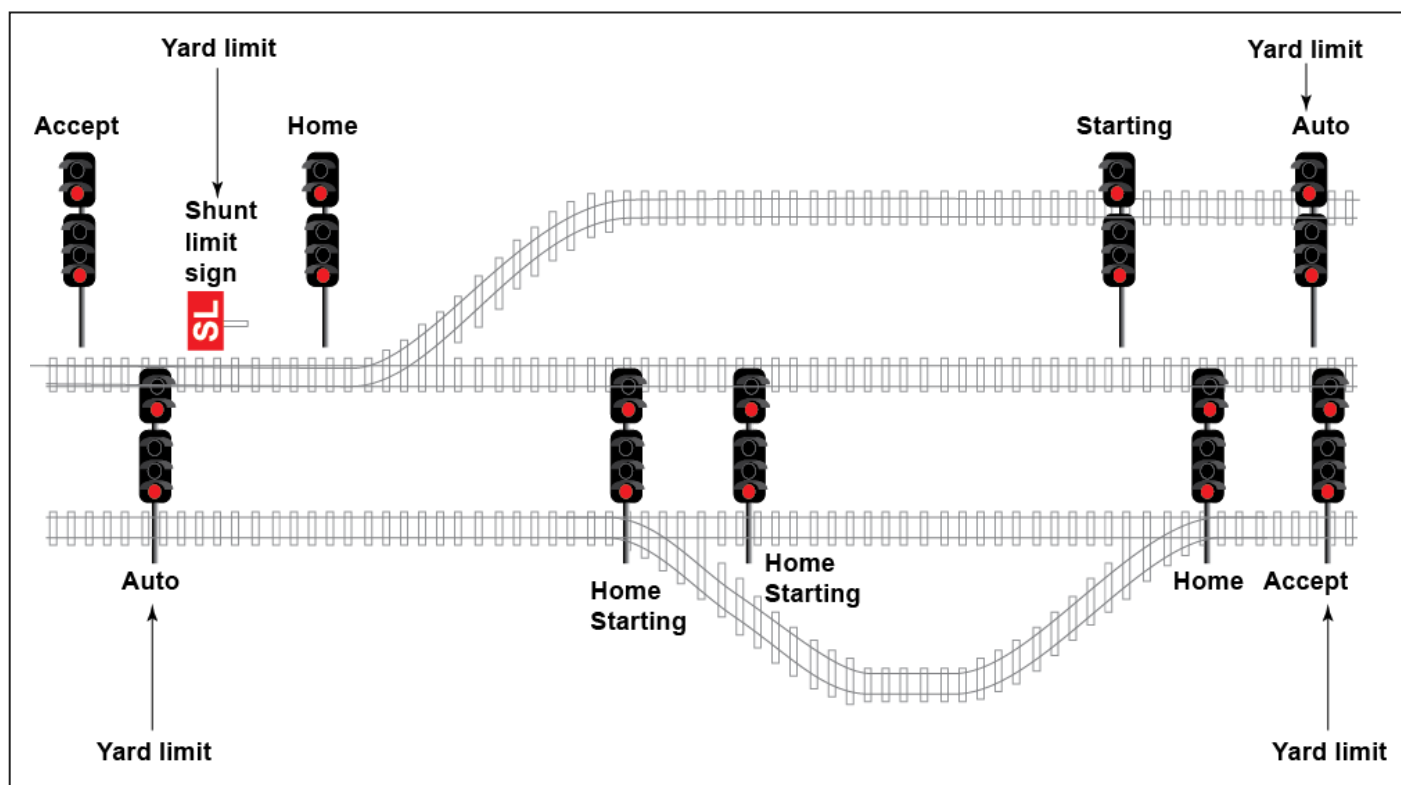 Yard limit
Yard limit
Accept
Home
Starting
Auto
Shunt
limit
sign
SL
Auto
Home
Starting
Home
Starting
Home
Accept
Yard limit
Yard limit